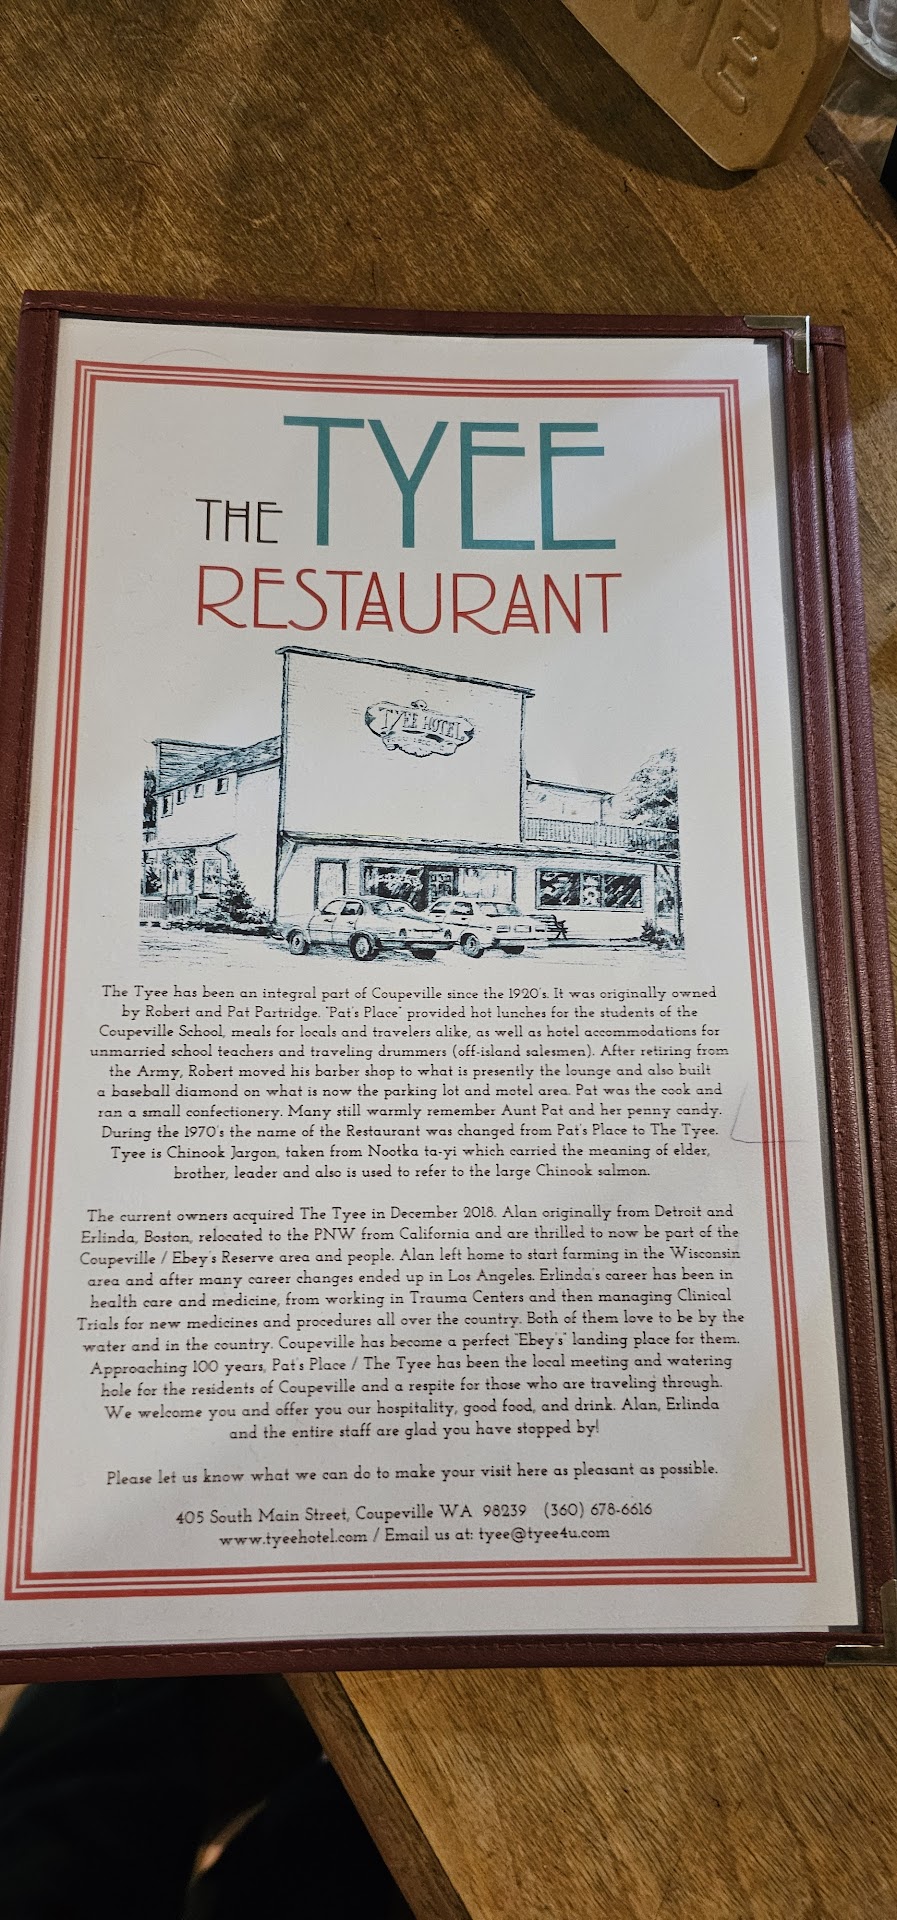 THE TYEE
RESTAURANT
TYEE HOTEL
The Tyee has been an integral part of Coupeville since the 1920's. It was originally owned
by Robert and Pat Partridge. "Pat's Place" provided hot lunches for the students of the
Coupeville School, meals for locals and travelers alike, as well as hotel accommodations for
unmarried school teachers and traveling drummers (off-island salesmen). After retiring from
the Army, Robert moved his barber shop to what is presently the lounge and also built
a baseball diamond on what is now the parking lot and motel area. Pat was the cook and
ran a small confectionery. Many still warmly remember Aunt Pat and her penny candy.
During the 1970's the name of the Restaurant was changed from Pat's Place to The Tyee.
Tyee is Chinook Jargon, taken from Nootka ta-yi which carried the meaning of elder,
brother, leader and also is used to refer to the large Chinook salmon.
The current owners acquired The Tyee in December 2018. Alan originally from Detroit and
Erlinda, Boston, relocated to the PNW from California and are thrilled to now be part of the
Coupeville / Ebey's Reserve area and people. Alan left home to start farming in the Wisconsin
area and after many career changes ended up in Los Angeles. Erlinda's career has been in
health care and medicine, from working in Trauma Centers and then managing Clinical
Trials for new medicines and procedures all over the country. Both of them love to be by the
water and in the country. Coupeville has become a perfect "Ebey's" landing place for them.
Approaching 100 years, Pat's Place / The Tyee has been the local meeting and watering
hole for the residents of Coupeville and a respite for those who are traveling through.
We welcome you and offer you our hospitality, good food, and drink. Alan, Erlinda
and the entire staff are glad you have stopped by!
Please let us know what we can do to make your visit here as pleasant as possible.
405 South Main Street, Coupeville WA 98239 (360) 678-6616
www.tyeehotel.com / Email us at: tyee@tyee4u.com